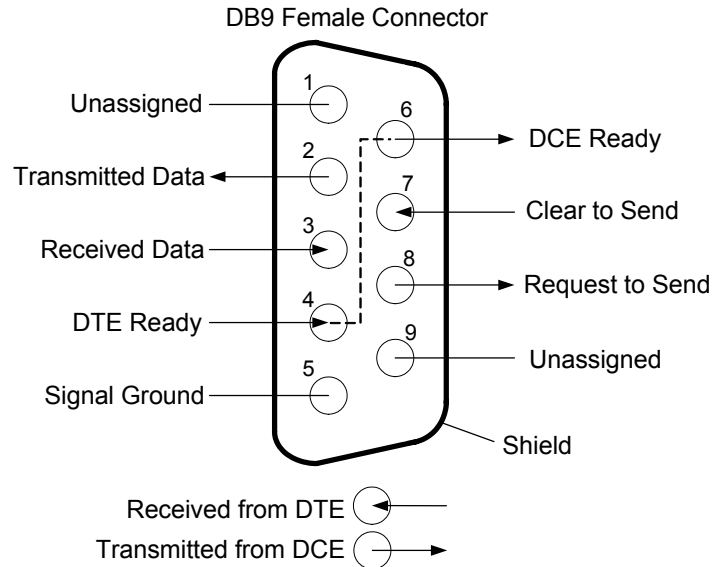 DB9 Female Connector
1
Unassigned
6
DCE Ready
2
Transmitted Data
7
Clear to Send
3
Received Data
8
Request to Send
4
DTE Ready
9
Unassigned
5
Signal Ground
Shield
Received from DTE
Transmitted from DCE